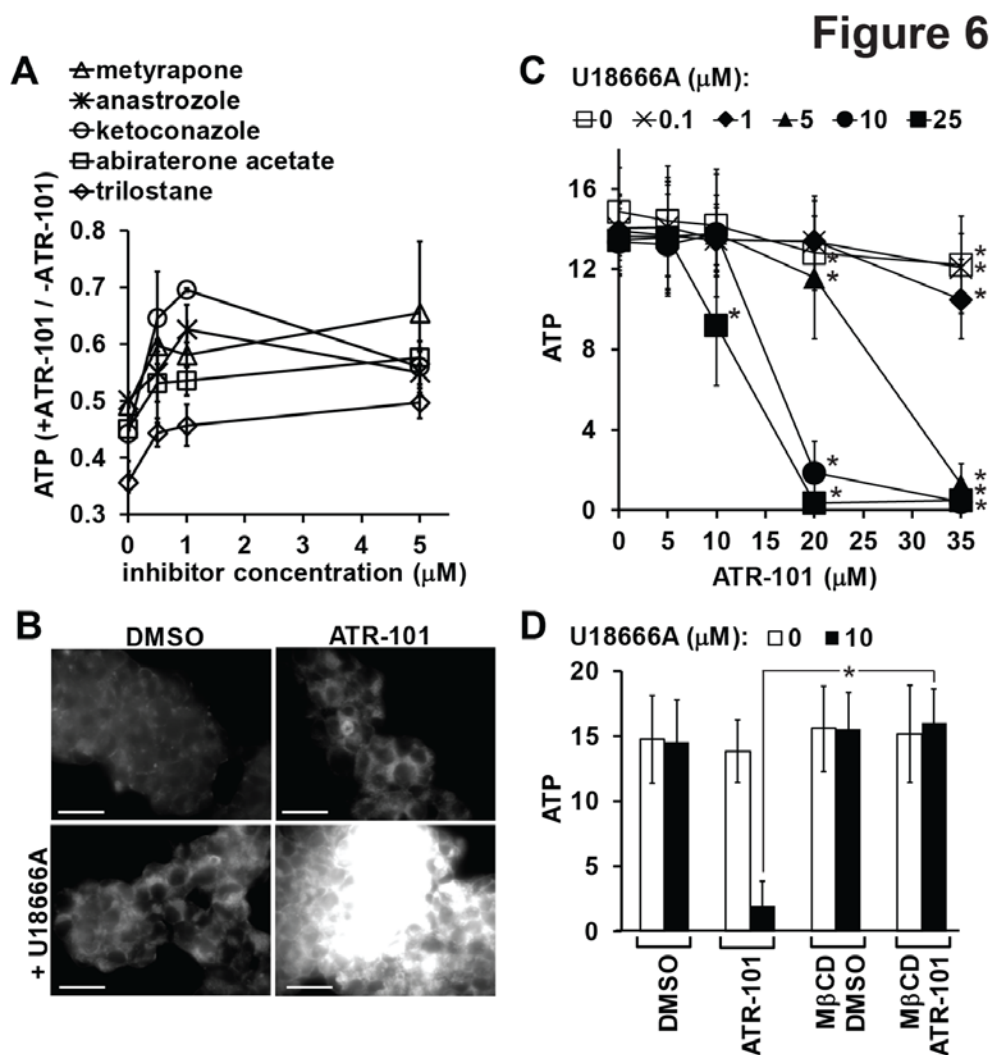 Figure 6
A
metyrapone
anastrozole
ketoconazole
abiraterone acetate
trilostane
ATP (+ATR-101 / -ATR-101)
0.8
0.7
0.6
0.5
0.4
0.3
0 1 2 3 4 5
inhibitor concentration (μM)
B
DMSO ATR-101
+ U18666A
C
U18666A (μM):
0 0.1 1 5 10 25
ATP
16
12
8
4
0
* * * * * * * * * * * *
0 5 10 15 20 25 30 35
ATR-101 (μM)
D
U18666A (μM): 0 10
ATP
20
15
10
5
0
*
DMSO
ATR-101
MβCD
DMSO
MβCD
ATR-101